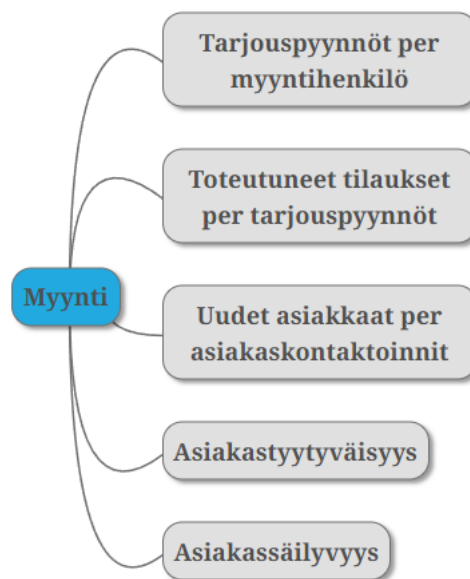 Tarjouspyynnöt per
myyntihenkilö
Toteutuneet tilaukset
per tarjouspyynnöt
Myynti
Uudet asiakkaat per
asiakaskontaktoinnit
Asiakastyytyväisyys
Asiakassäilyvyys